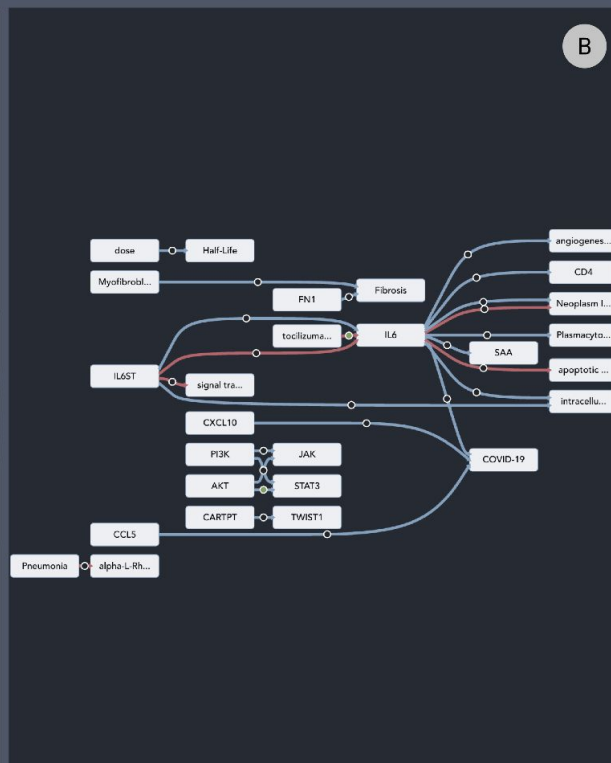 B
angiogenes...
dose
Half-Life
CD4
Myofibrobl...
Fibrosis
FN1
Neoplasm I...
tocilizuma...
IL6
Plasmacyto...
SAA
apoptotic ...
IL6ST
signal tra...
intracellu...
CXCL10
PI3K
JAK
COVID-19
AKT
STAT3
CARTPT
TWIST1
CCL5
Pneumonia
alpha-L-Rh...